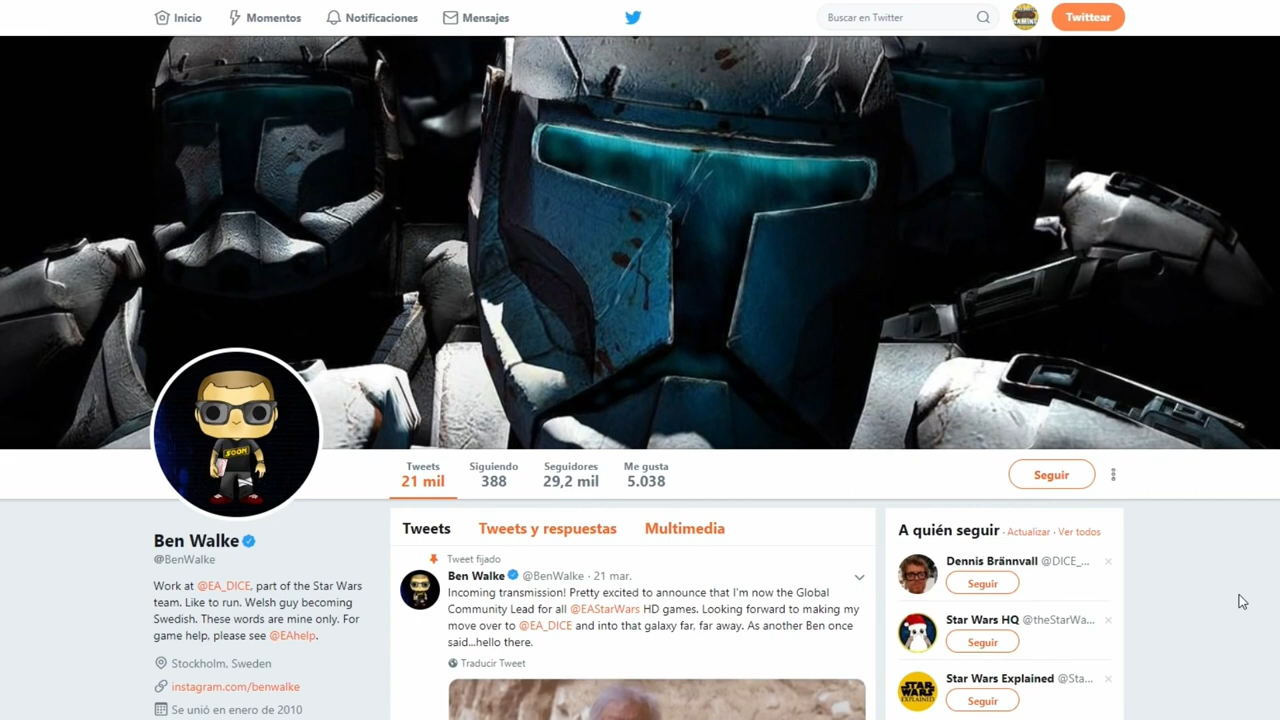 Inicio
Momentos
Notificaciones
Mensajes
Buscar en Twitter
Twittear
SOOM
Tweets
21 mil
Siguiendo
388
Seguidores
29,2 mil
Me gusta
5.038
Seguir
Ben Walke
@BenWalke
Work at @EA_DICE, part of the Star Wars
team. Like to run. Welsh guy becoming
Swedish. These words are mine only. For
game help, please see @EAhelp.
Stockholm, Sweden
instagram.com/benwalke
Se unió en enero de 2010
Tweets
Tweets y respuestas
Multimedia
Tweet fijado
Ben Walke @BenWalke · 21 mar.
Incoming transmission! Pretty excited to announce that I'm now the Global
Community Lead for all @EAStarWars HD games. Looking forward to making my
move over to @EA_DICE and into that galaxy far, far away. As another Ben once
said...hello there.
Traducir Tweet
A quién seguir · Actualizar · Ver todos
Dennis Brännvall @DICE_...
Seguir
Star Wars HQ @theStarWa...
Seguir
STAR WARS EXPLAINED
Star Wars Explained @Sta...
Seguir